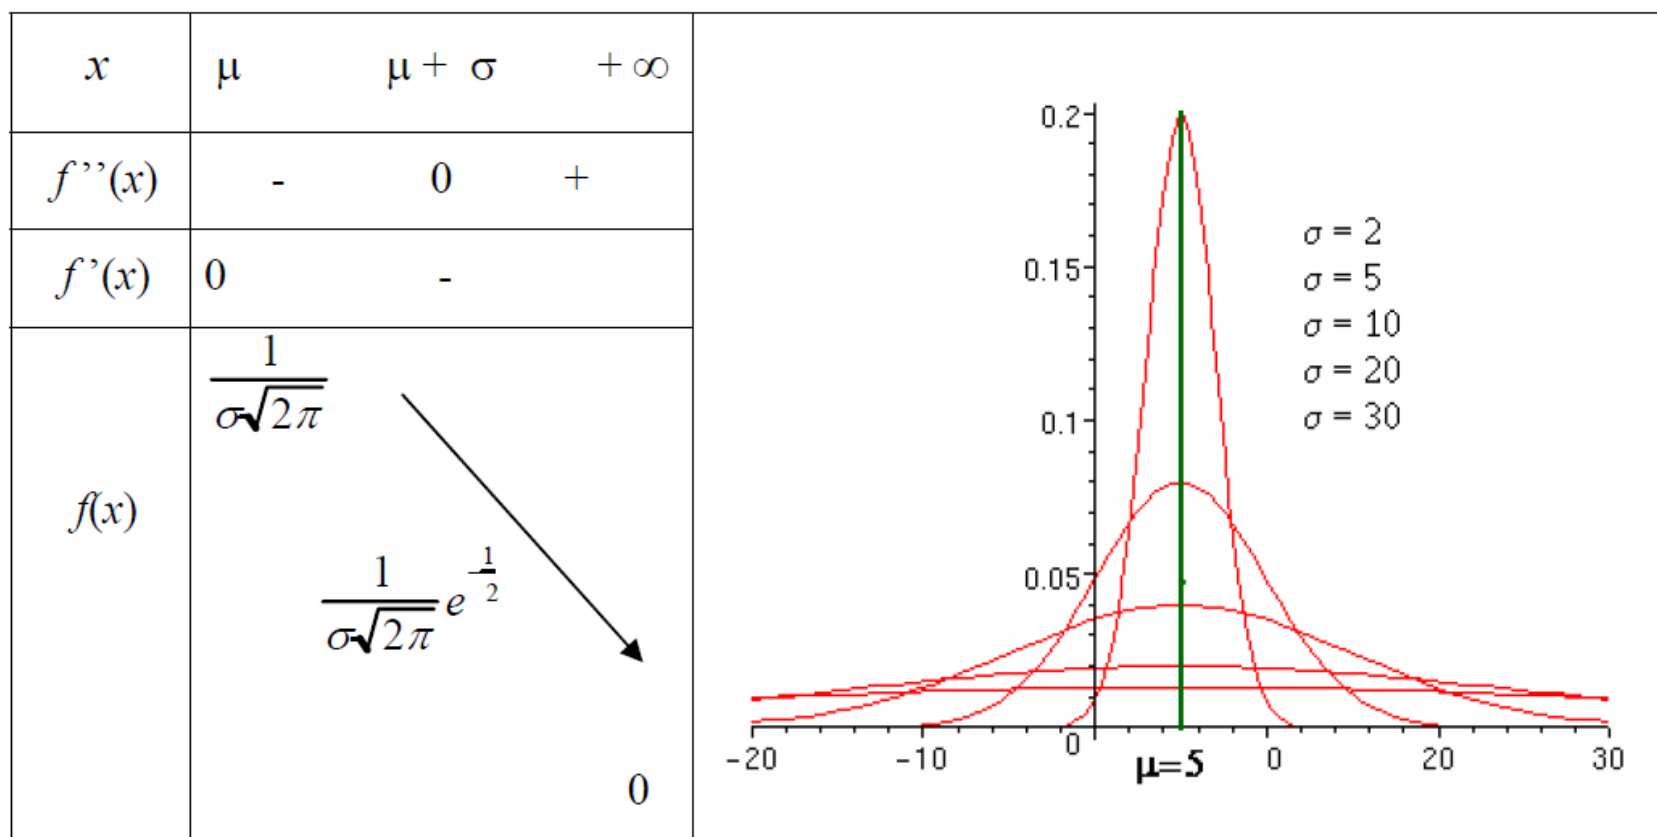 x μ μ + σ + ∞
f ’’(x) - 0 +
f ’(x) 0 -
f(x)
1
σ√2π
1
σ√2π
e
-1
2
0
0.2
0.15
0.1
0.05
0
σ = 2
σ = 5
σ = 10
σ = 20
σ = 30
-20 -10 μ=5 0 20 30